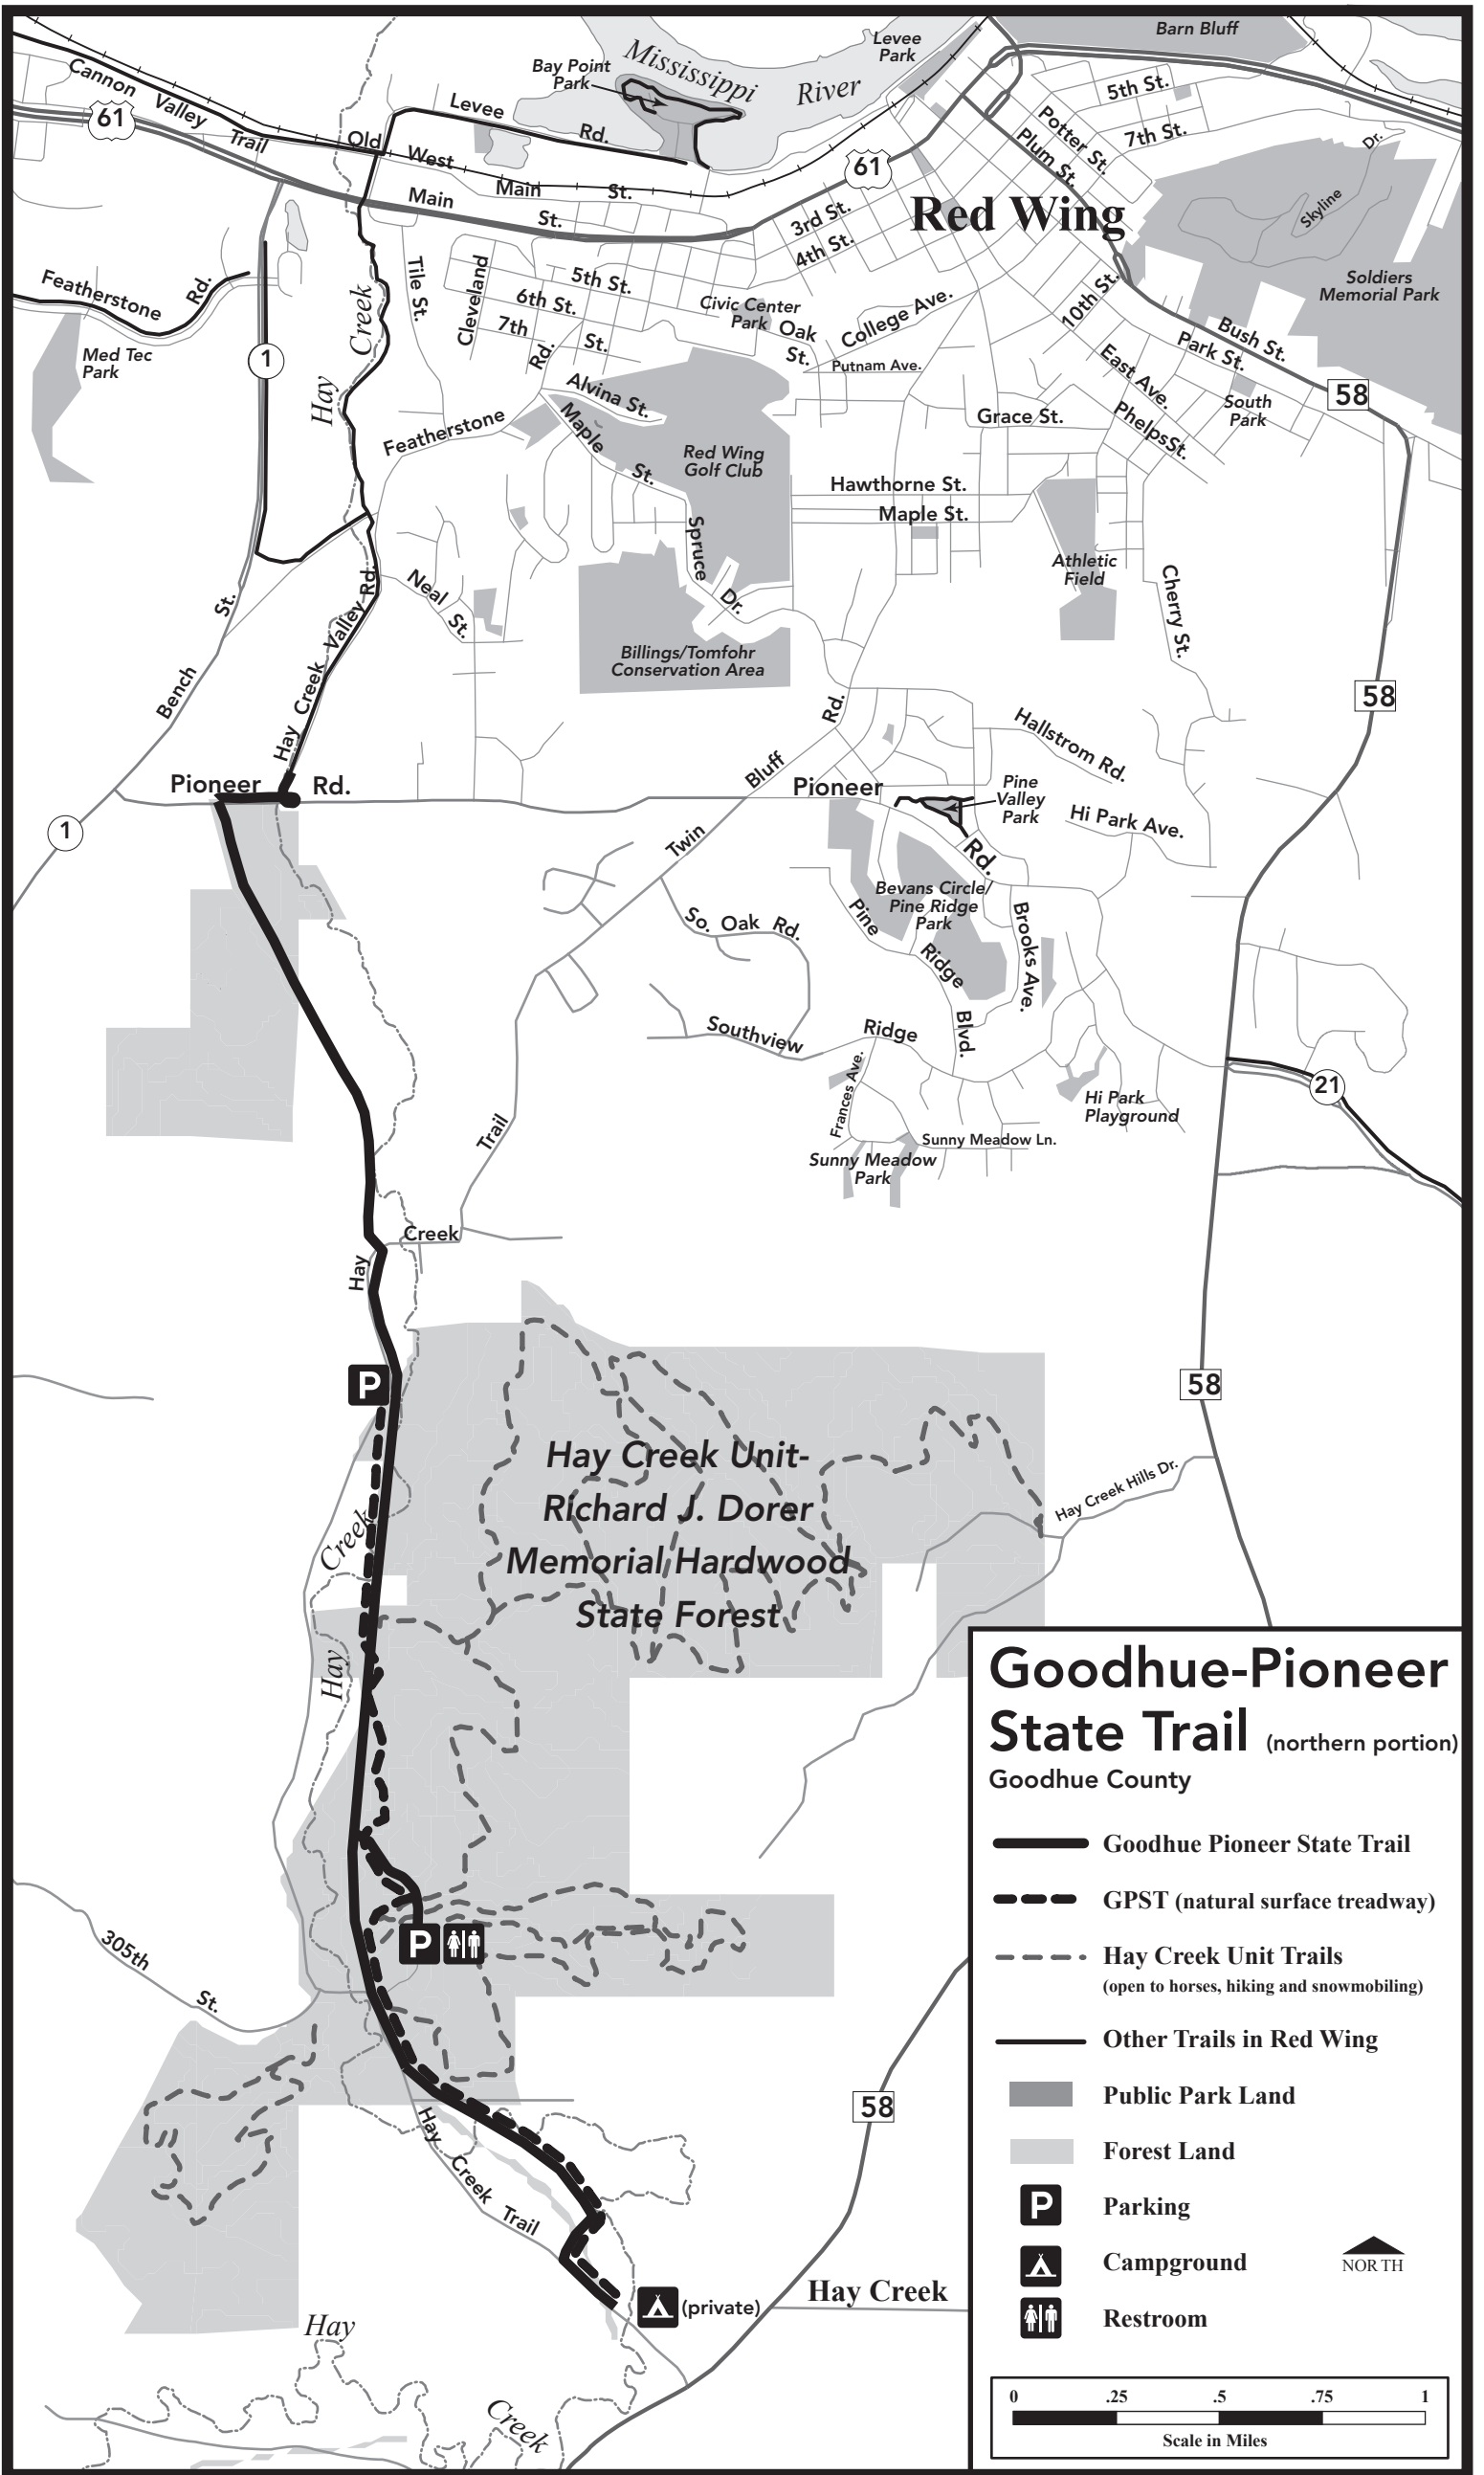 Barn Bluff
Levee
Park
Mississippi
River
Bay Point
Park
Cannon
Valley
Trail
61
Levee
Rd.
Old
West
Main
St.
Main
St.
61
5th St.
7th St.
Potter St.
Plum St.
Dr.
Skyline
Red Wing
3rd St.
4th St.
Soldiers
Memorial Park
Featherstone
Rd.
Med Tec
Park
1
Hay
Creek
Tile St.
Cleveland
5th St.
6th St.
7th
St.
Rd.
Civic Center
Park
Oak
St.
College Ave.
Putnam Ave.
10th St.
Bush St.
Park St.
East Ave.
Phelps St.
South
Park
58
Alvina St.
Featherstone
Maple
St.
Red Wing
Golf Club
Grace St.
Hawthorne St.
Maple St.
Spruce
Dr.
Athletic
Field
Cherry St.
Neal
St.
Billings/Tomfohr
Conservation Area
St.
Bench
Hay Creek Valley Rd.
58
Rd.
Bluff
Hallstrom Rd.
Pioneer
Rd.
Pioneer
Pine
Valley
Park
Hi Park Ave.
Rd.
1
Twin
Bevans Circle/
Pine Ridge
Park
Pine
Ridge
Blvd.
Brooks Ave.
So. Oak Rd.
Southview
Ridge
Frances Ave.
21
Hi Park
Playground
Sunny Meadow Ln.
Sunny Meadow
Park
Trail
Creek
Hay
P
58
Hay Creek Unit-
Richard J. Dorer
Memorial Hardwood
State Forest
Hay Creek Hills Dr.
Creek
Hay
P
305th
St.
58
Hay
Creek
Trail
(private)
Hay Creek
Hay
Creek
Goodhue-Pioneer
State Trail (northern portion)
Goodhue County
Goodhue Pioneer State Trail
GPST (natural surface treadway)
Hay Creek Unit Trails
(open to horses, hiking and snowmobiling)
Other Trails in Red Wing
Public Park Land
Forest Land
P Parking
Campground
NORTH
Restroom
0 .25 .5 .75 1
Scale in Miles